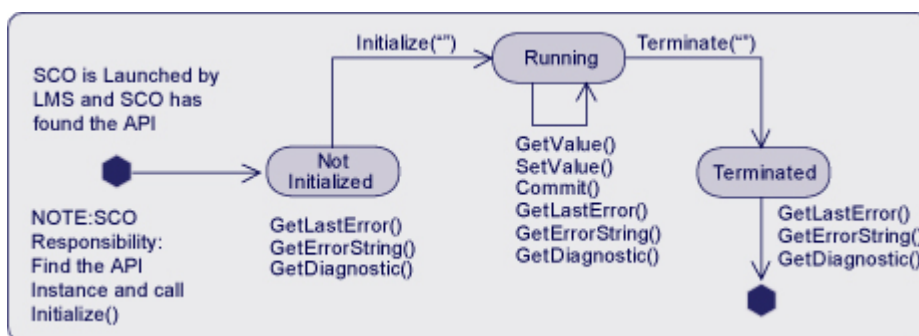 SCO is Launched by
LMS and SCO has
found the API
NOTE:SCO
Responsibility:
Find the API
Instance and call
Initialize()
Not
Initialized
GetLastError()
GetErrorString()
GetDiagnostic()
Initialize(“”)
Running
GetValue()
SetValue()
Commit()
GetLastError()
GetErrorString()
GetDiagnostic()
Terminate(“”)
Terminated
GetLastError()
GetErrorString()
GetDiagnostic()